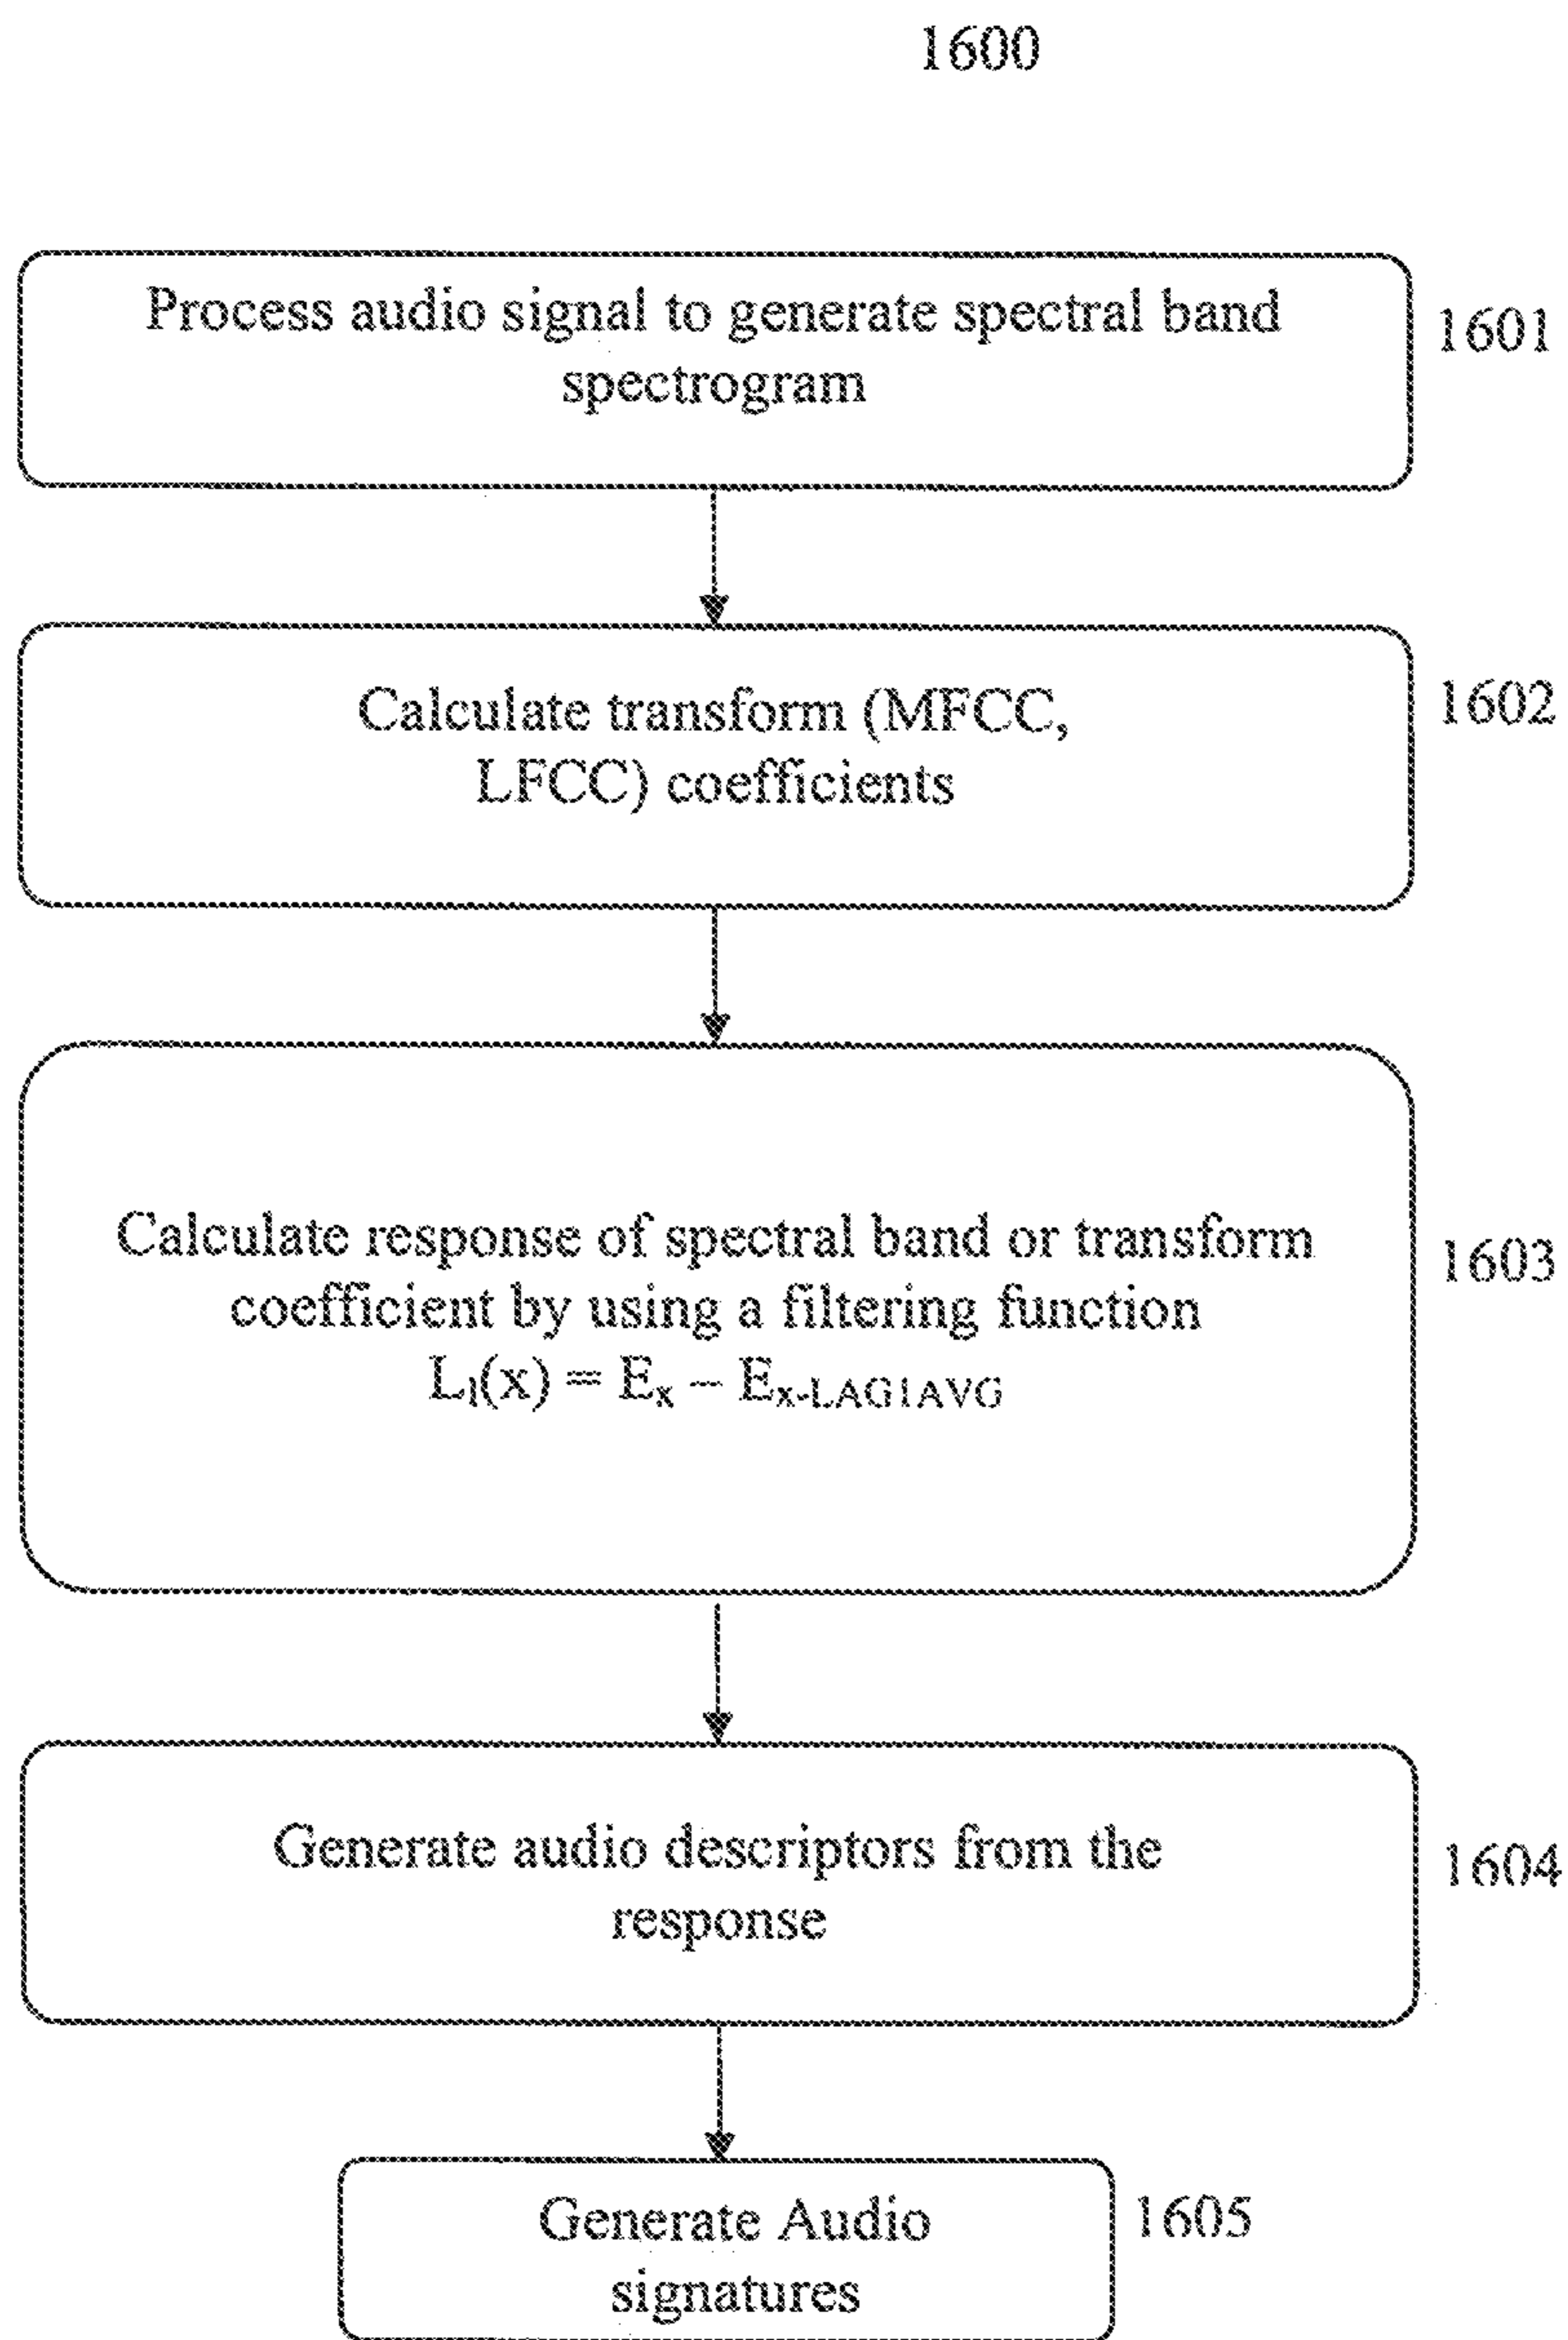 1600
Process audio signal to generate spectral band
spectrogram
1601
Calculate transform (MFCC,
LFCC) coefficients
1602
Calculate response of spectral band or transform
coefficient by using a filtering function
L₁(x) = Eₓ – Eₓ-LAG1AVG
1603
Generate audio descriptors from the
response
1604
Generate Audio
signatures
1605